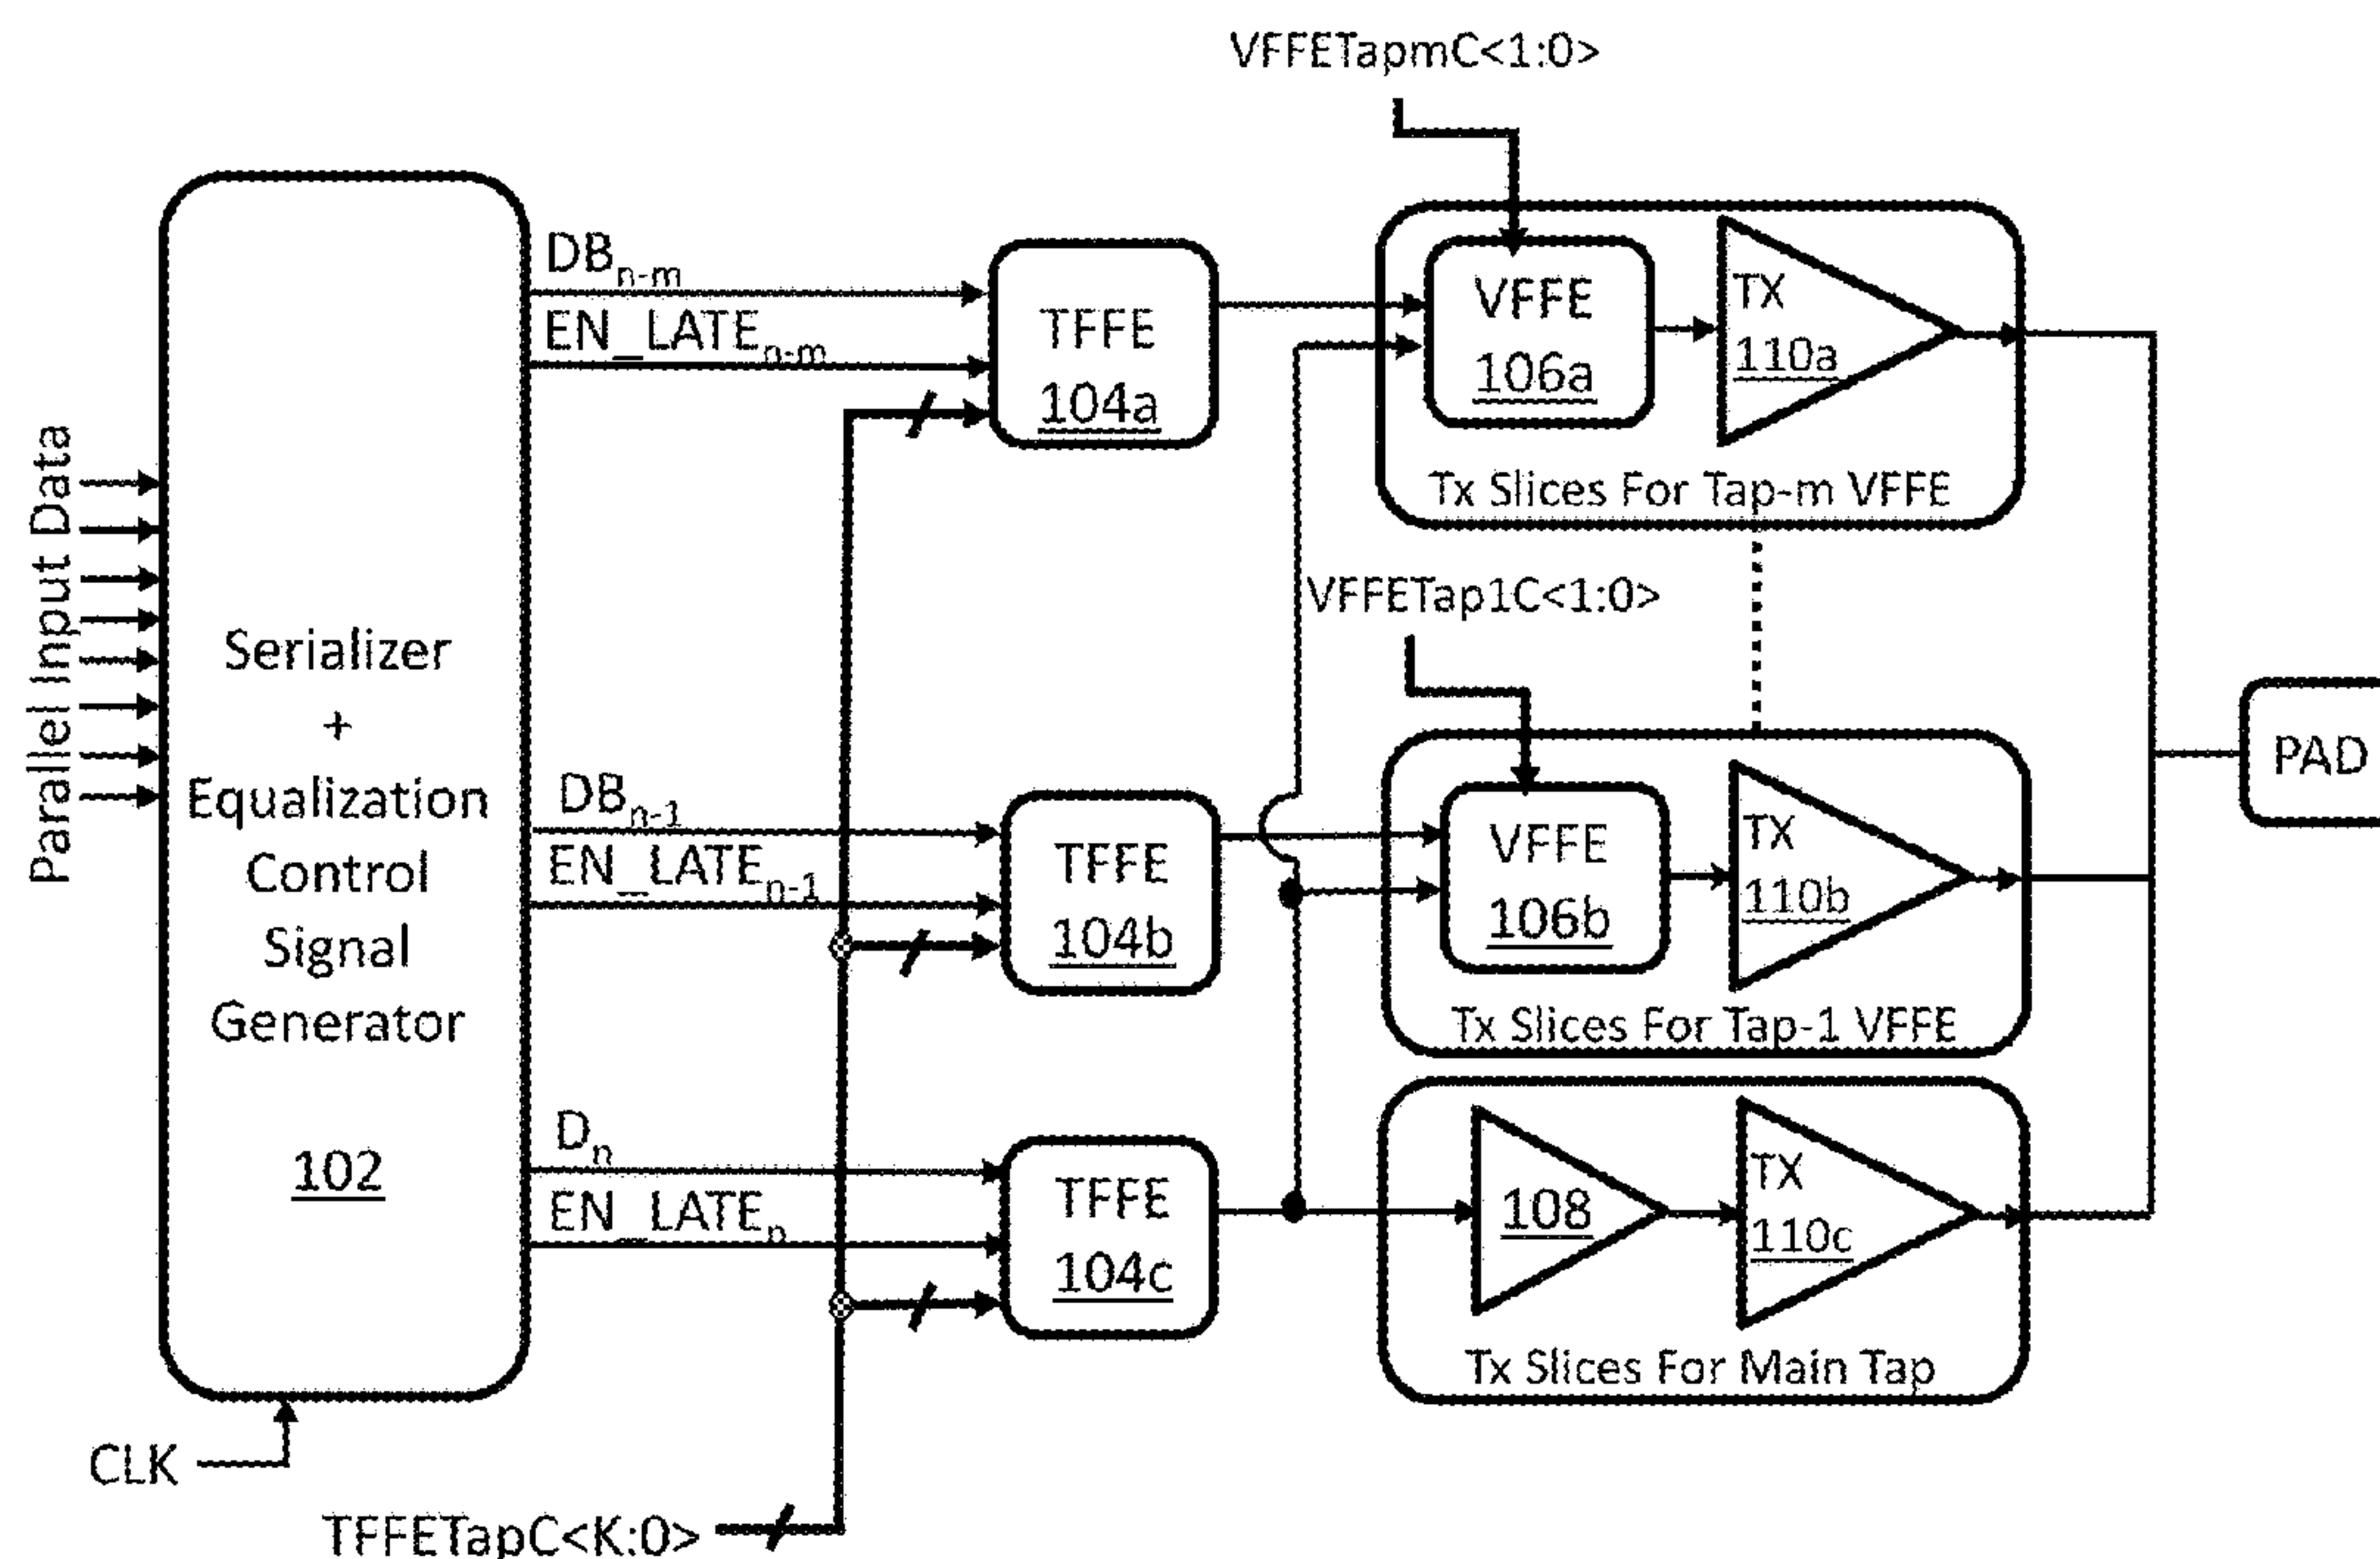 VFFETapmC<1:0>
DBn-m
EN_LATEn-m
TFFE
104a
VFFE
106a
TX
110a
Tx Slices For Tap-m VFFE
Parallel Input Data
Serializer
+
Equalization
Control
Signal
Generator
102
VFFETap1C<1:0>
DBn-1
EN_LATEn-1
TFFE
104b
VFFE
106b
TX
110b
Tx Slices For Tap-1 VFFE
PAD
Dn
EN_LATEn
TFFE
104c
108
TX
110c
Tx Slices For Main Tap
CLK
TFFETapC<K:0>